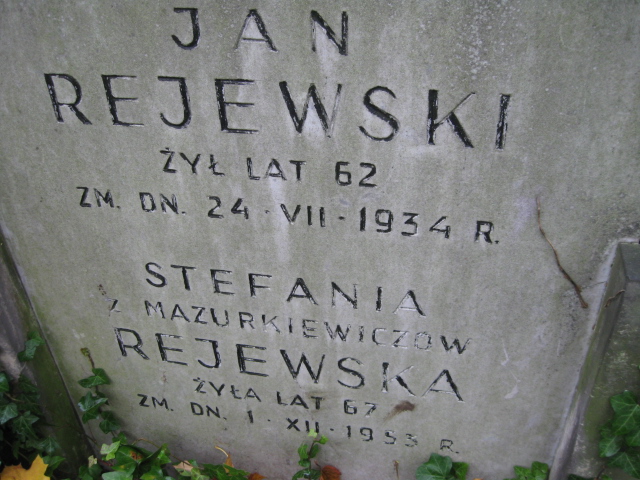 JAN
REJEWSKI
ŻYŁ LAT 62
ZM. DN. 24 · VII · 1934 R.
STEFANIA
Z MAZURKIEWICZÓW
REJEWSKA
ŻYŁA LAT 67
ZM. DN. 1 · XII · 1953 R.